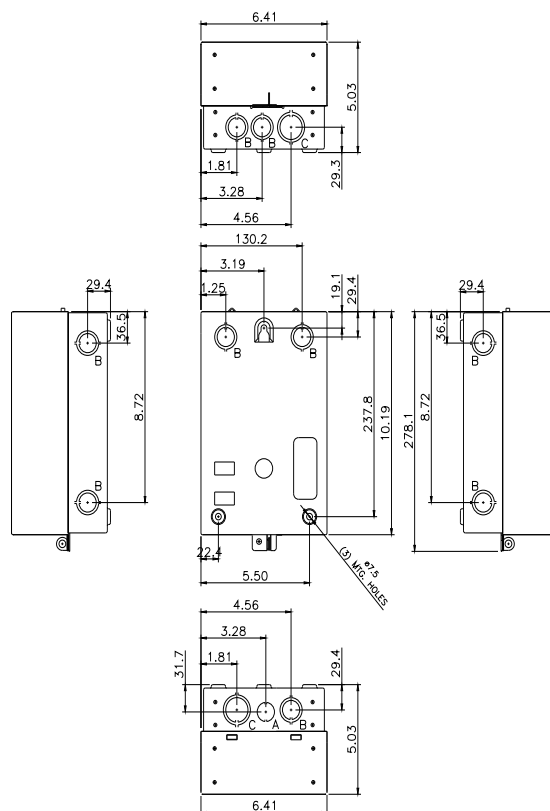 6.41
5.03
B B C
29.3
1.81
3.28
4.56
130.2
3.19
1.25
19.1
29.4
B
B
237.8
10.19
22.4
5.50
ø7.5
(3) MTG. HOLES
29.4
36.5
B
8.72
B
29.4
36.5
B
8.72
278.1
B
4.56
3.28
1.81
31.7
29.4
C A B
5.03
6.41